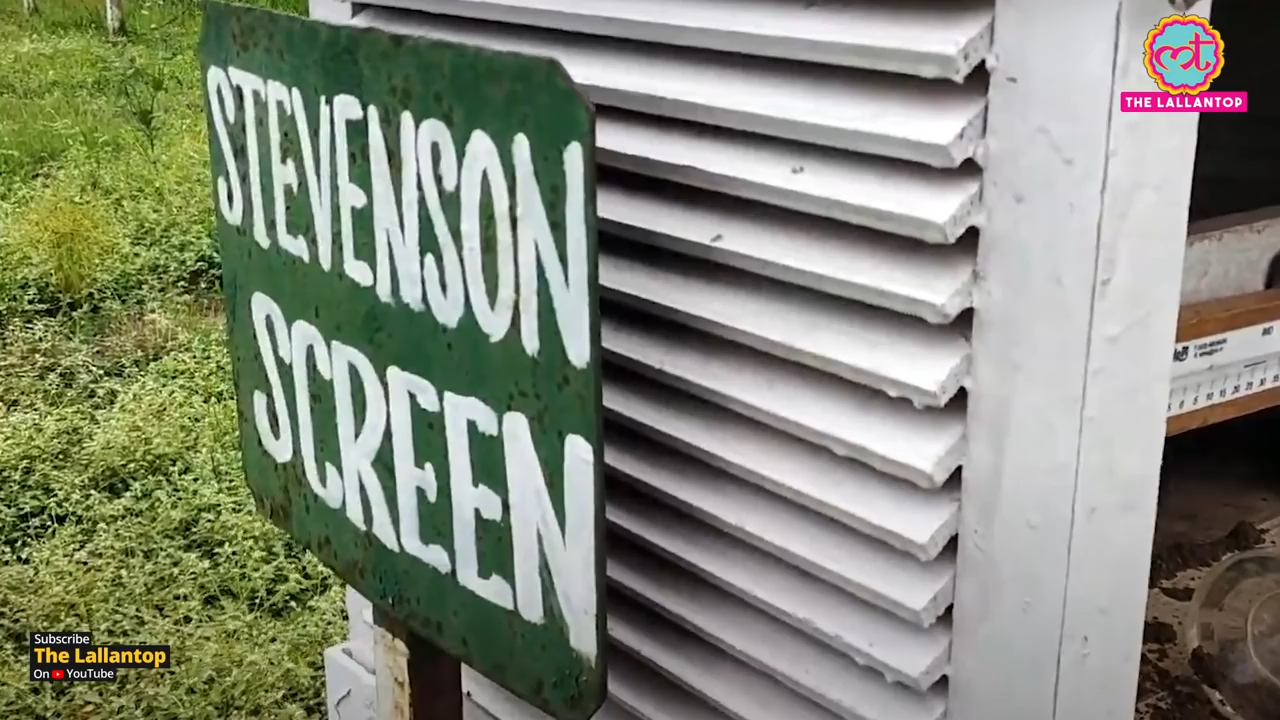 STEVENSON
SCREEN
THE LALLANTOP
Subscribe
The Lallantop
On YouTube